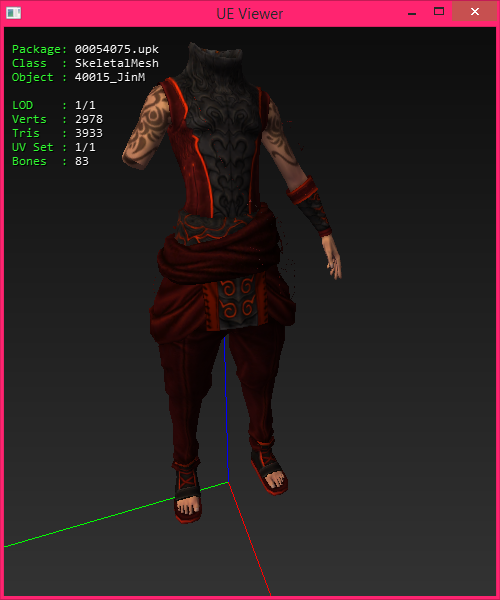 UE Viewer
Package: 00054075.upk
Class  : SkeletalMesh
Object : 40015_JinM
LOD    : 1/1
Verts  : 2978
Tris   : 3933
UV Set : 1/1
Bones  : 83